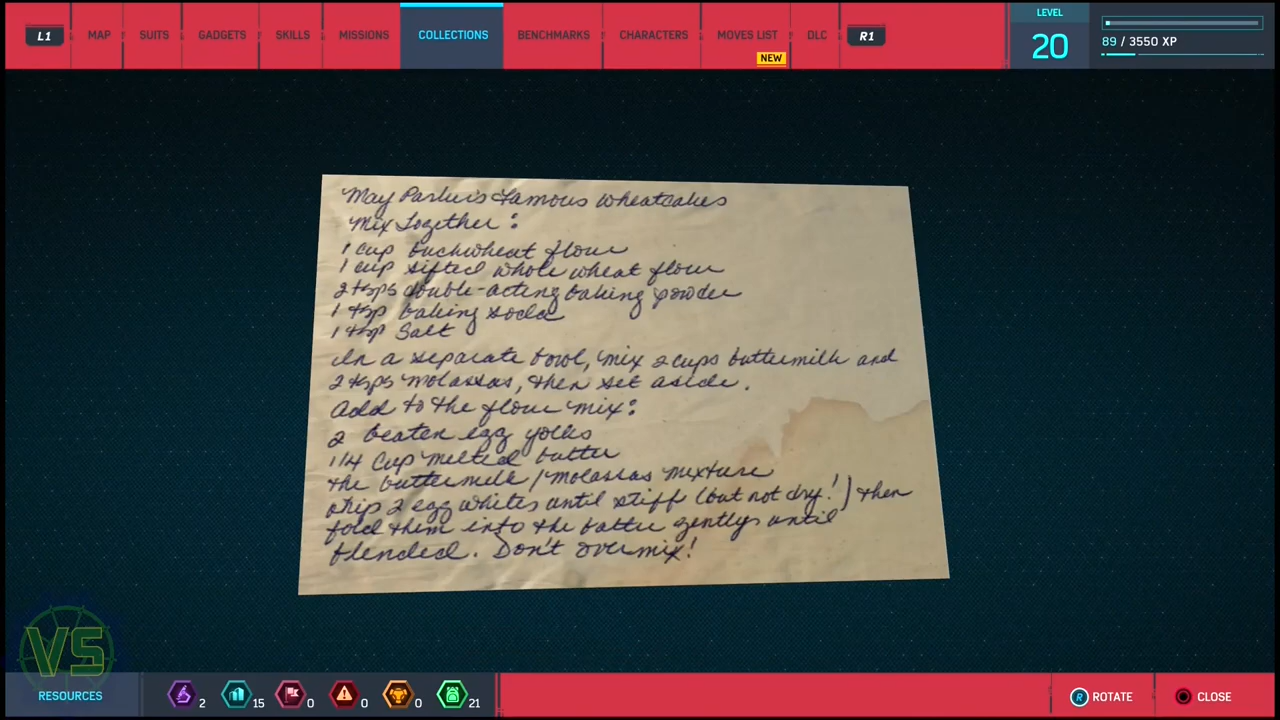 L1 MAP SUITS GADGETS SKILLS MISSIONS COLLECTIONS BENCHMARKS CHARACTERS MOVES LIST DLC R1
NEW
LEVEL
20
89 / 3550 XP
May Parker's Famous Wheatcakes
Mix Together:
1 cup buckwheat flour
1 cup sifted whole wheat flour
2 tsps double-acting baking powder
1 tsp baking soda
1 tsp Salt
In a separate bowl, mix 2 cups buttermilk and
2 tsps molassas, then set aside.
Add to the flour mix:
2 beaten egg yolks
1/4 cup melted butter
the buttermilk/molassas mixture
whip 2 egg whites until stiff (but not dry!) then
fold them into the batter gently until
blended. Don't overmix!
VS
RESOURCES 2 15 0 0 0 21
R ROTATE CLOSE